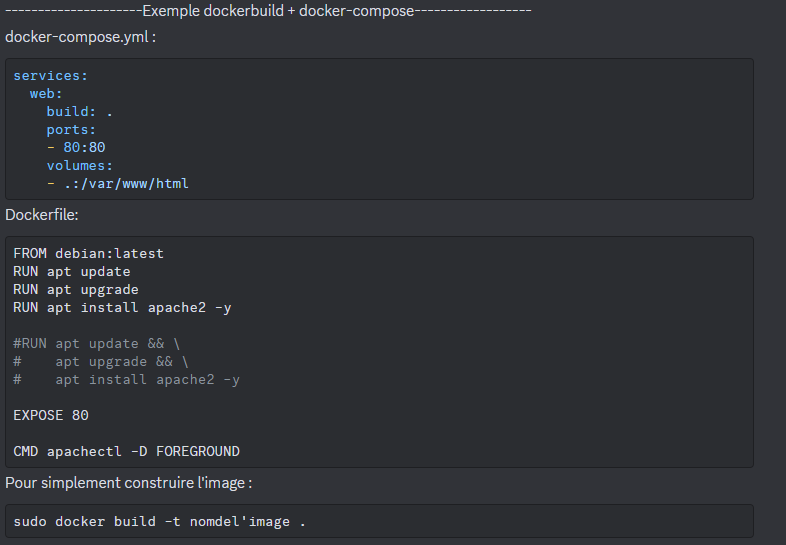 ---------------------Exemple dockerbuild + docker-compose------------------
docker-compose.yml :
services:
  web:
    build: .
    ports:
    - 80:80
    volumes:
    - .:/var/www/html
Dockerfile:
FROM debian:latest
RUN apt update
RUN apt upgrade
RUN apt install apache2 -y
#RUN apt update && \
#    apt upgrade && \
#    apt install apache2 -y
EXPOSE 80
CMD apachectl -D FOREGROUND
Pour simplement construire l'image :
sudo docker build -t nomdel'image .